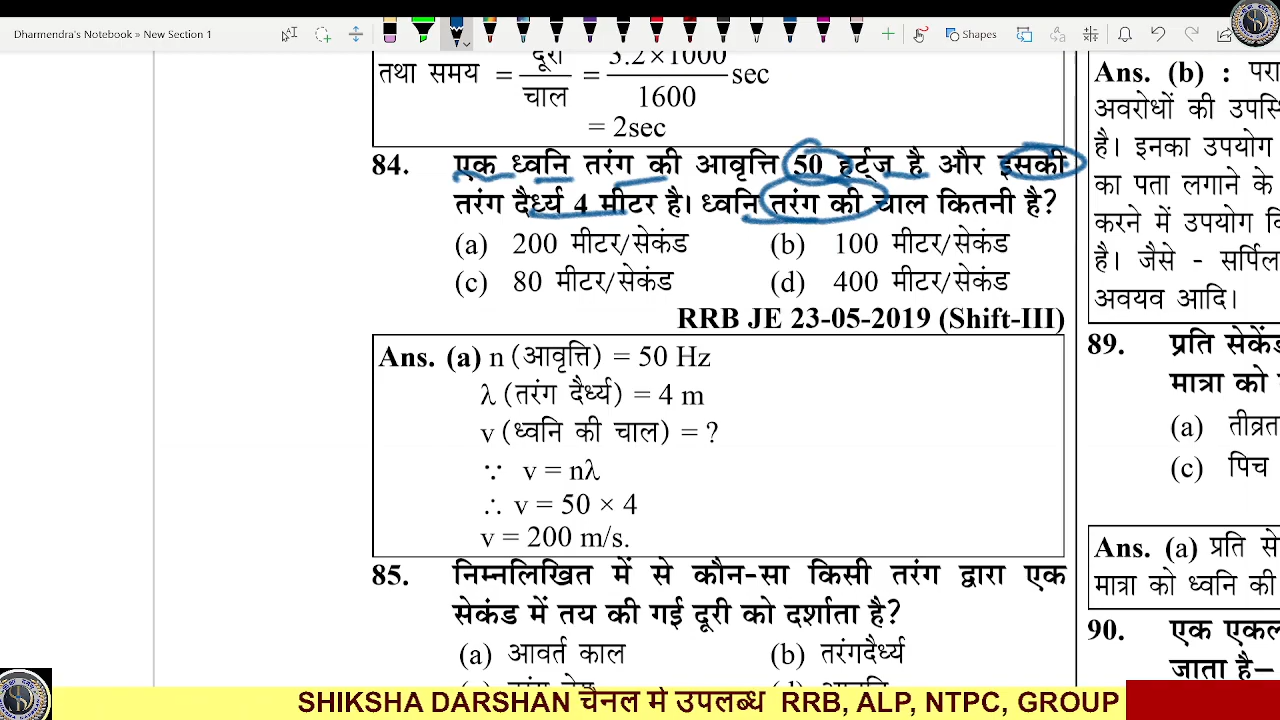 Dharmendra's Notebook » New Section 1
Shapes
दूरी 3.2×1000
तथा समय = = sec
चाल 1600
= 2sec
84. एक ध्वनि तरंग की आवृत्ति 50 हर्ट्ज है और इसकी
तरंग दैर्ध्य 4 मीटर है। ध्वनि तरंग की चाल कितनी है?
(a) 200 मीटर/सेकंड (b) 100 मीटर/सेकंड
(c) 80 मीटर/सेकंड (d) 400 मीटर/सेकंड
RRB JE 23-05-2019 (Shift-III)
Ans. (a) n (आवृत्ति) = 50 Hz
λ (तरंग दैर्ध्य) = 4 m
v (ध्वनि की चाल) = ?
∵ v = nλ
∴ v = 50 × 4
v = 200 m/s.
85. निम्नलिखित में से कौन-सा किसी तरंग द्वारा एक
सेकंड में तय की गई दूरी को दर्शाता है?
(a) आवर्त काल (b) तरंगदैर्ध्य
Ans. (b) : परा
अवरोधों की उपस्थि
है। इनका उपयोग
का पता लगाने के
करने में उपयोग कि
है। जैसे - सर्पिल
अवयव आदि।
89. प्रति सेकेंड
मात्रा को
(a) तीव्रत
(c) पिच
Ans. (a) प्रति से
मात्रा को ध्वनि की
90. एक एकल
जाता है–
SHIKSHA DARSHAN चैनल में उपलब्ध RRB, ALP, NTPC, GROUP